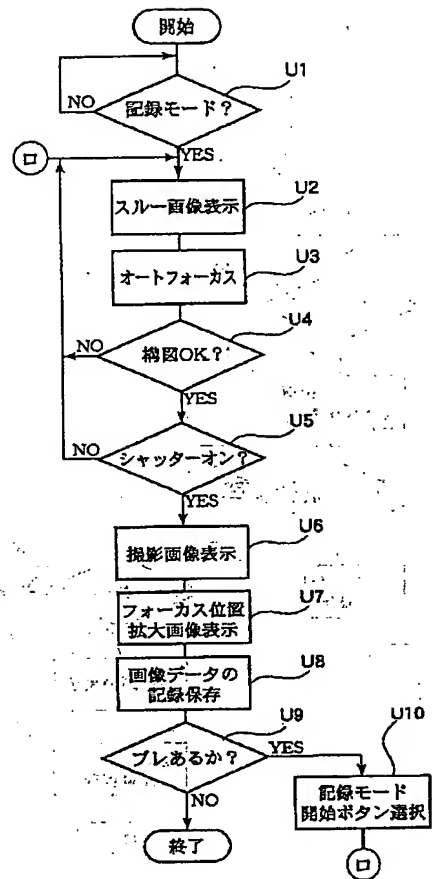 開始
U1
記録モード?
NO
YES
ロ
スルー画像表示
U2
オートフォーカス
U3
U4
構図OK?
NO
YES
U5
シャッターオン?
NO
YES
撮影画像表示
U6
フォーカス位置
拡大画像表示
U7
画像データの
記録保存
U8
U9
ブレあるか?
YES
NO
U10
記録モード
開始ボタン選択
終了
ロ